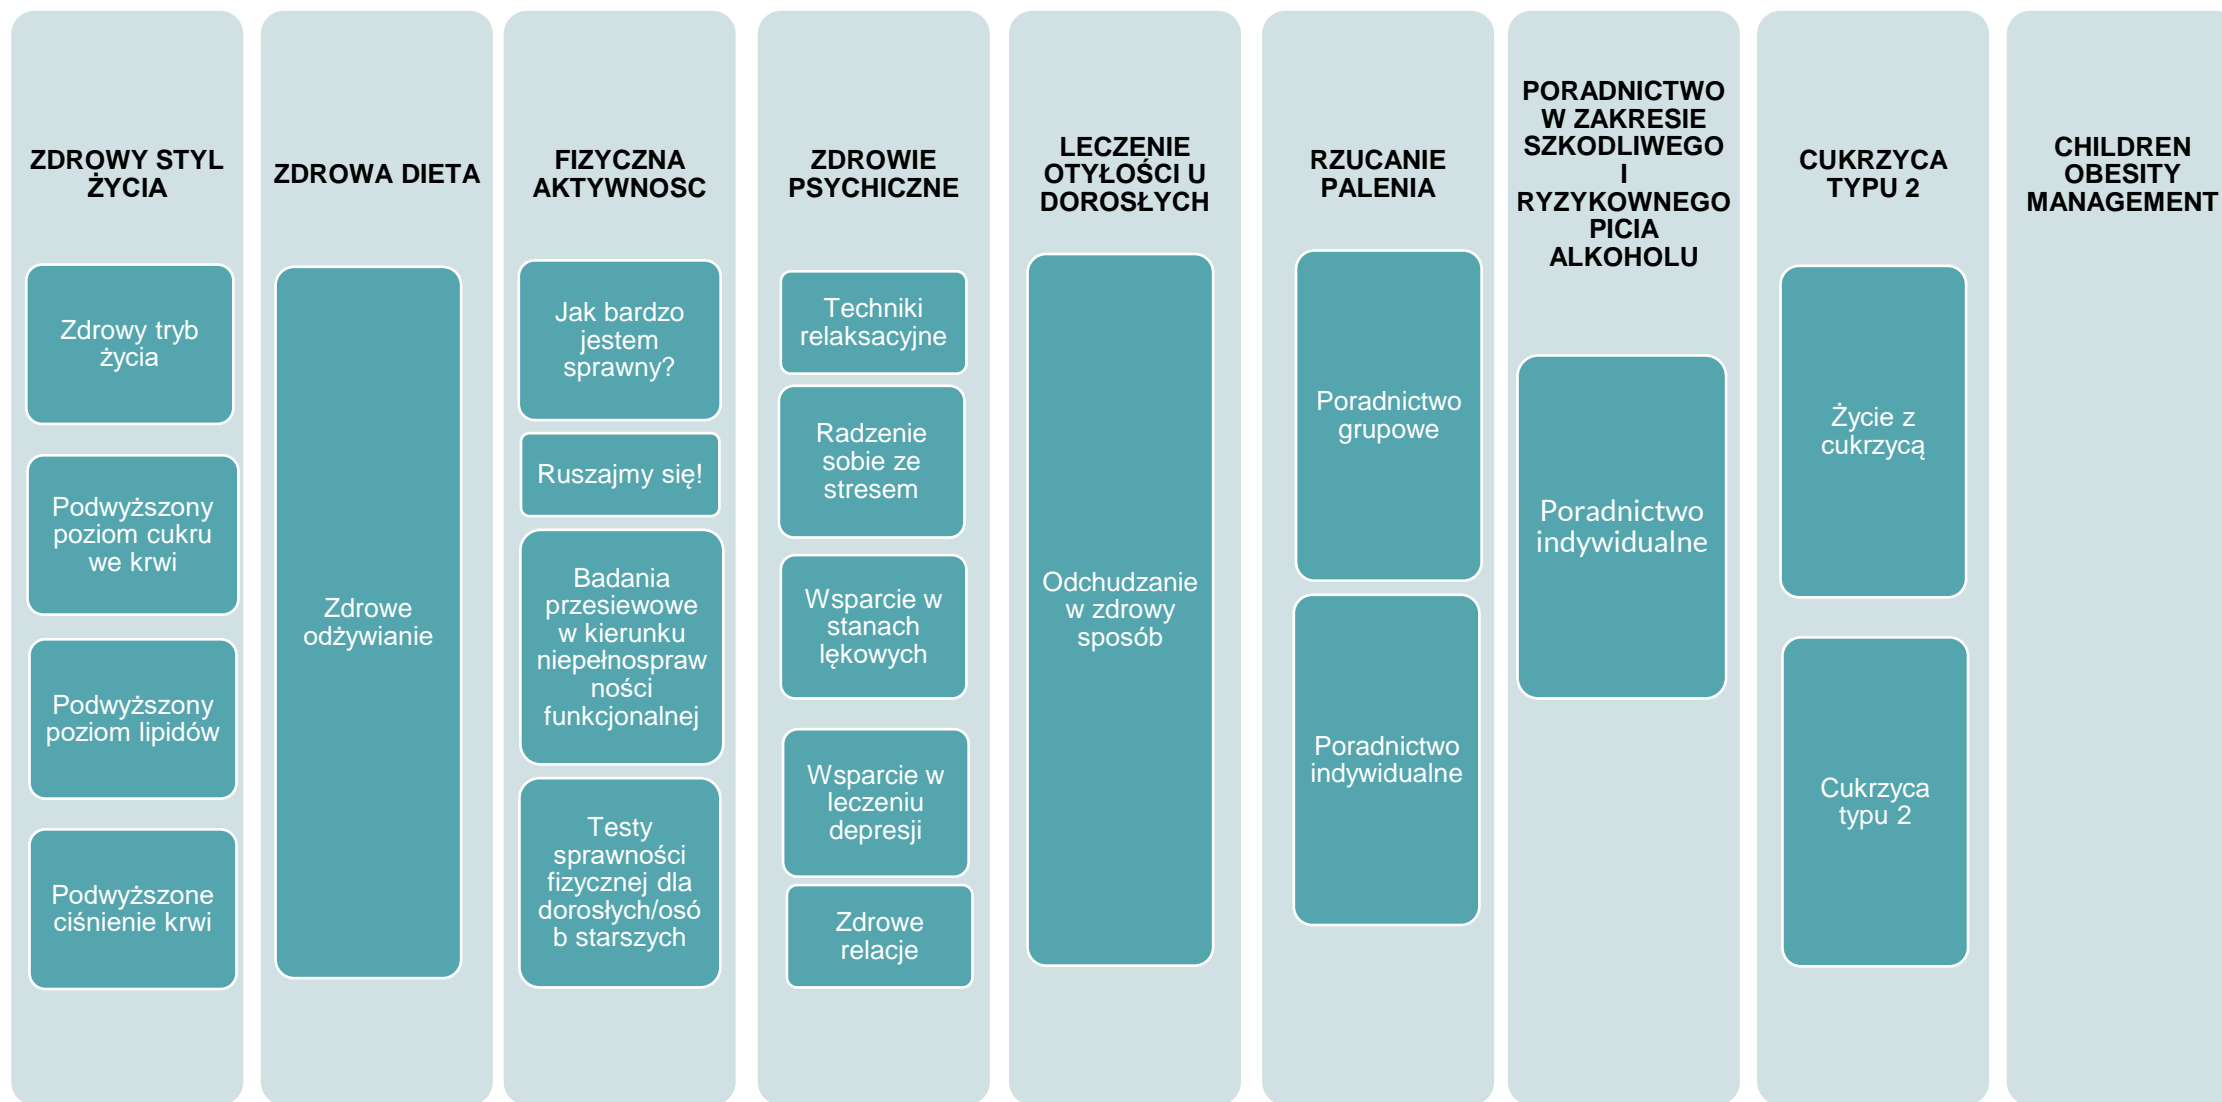 ZDROWY STYL
ŻYCIA
Zdrowy tryb
życia
Podwyższony
poziom cukru
we krwi
Podwyższony
poziom lipidów
Podwyższone
ciśnienie krwi
ZDROWA DIETA
Zdrowe
odżywianie
FIZYCZNA
AKTYWNOSC
Jak bardzo
jestem
sprawny?
Ruszajmy się!
Badania
przesiewowe
w kierunku
niepełnospraw
ności
funkcjonalnej
Testy
sprawności
fizycznej dla
dorosłych/osó
b starszych
ZDROWIE
PSYCHICZNE
Techniki
relaksacyjne
Radzenie
sobie ze
stresem
Wsparcie w
stanach
lękowych
Wsparcie w
leczeniu
depresji
Zdrowe
relacje
LECZENIE
OTYŁOŚCI U
DOROSŁYCH
Odchudzanie
w zdrowy
sposób
RZUCANIE
PALENIA
Poradnictwo
grupowe
Poradnictwo
indywidualne
PORADNICTWO
W ZAKRESIE
SZKODLIWEGO
I
RYZYKOWNEGO
PICIA
ALKOHOLU
Poradnictwo
indywidualne
CUKRZYCA
TYPU 2
Życie z
cukrzycą
Cukrzyca
typu 2
CHILDREN
OBESITY
MANAGEMENT